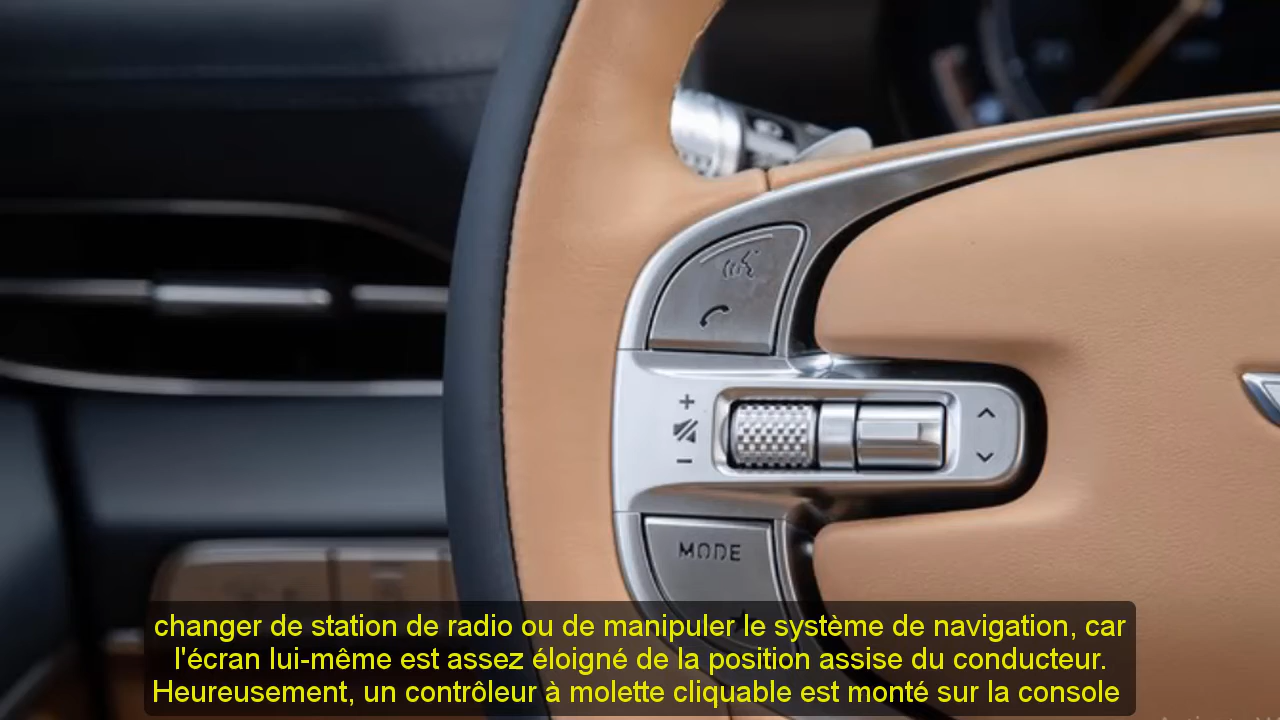 +
−
MODE
changer de station de radio ou de manipuler le système de navigation, car
l'écran lui-même est assez éloigné de la position assise du conducteur.
Heureusement, un contrôleur à molette cliquable est monté sur la console